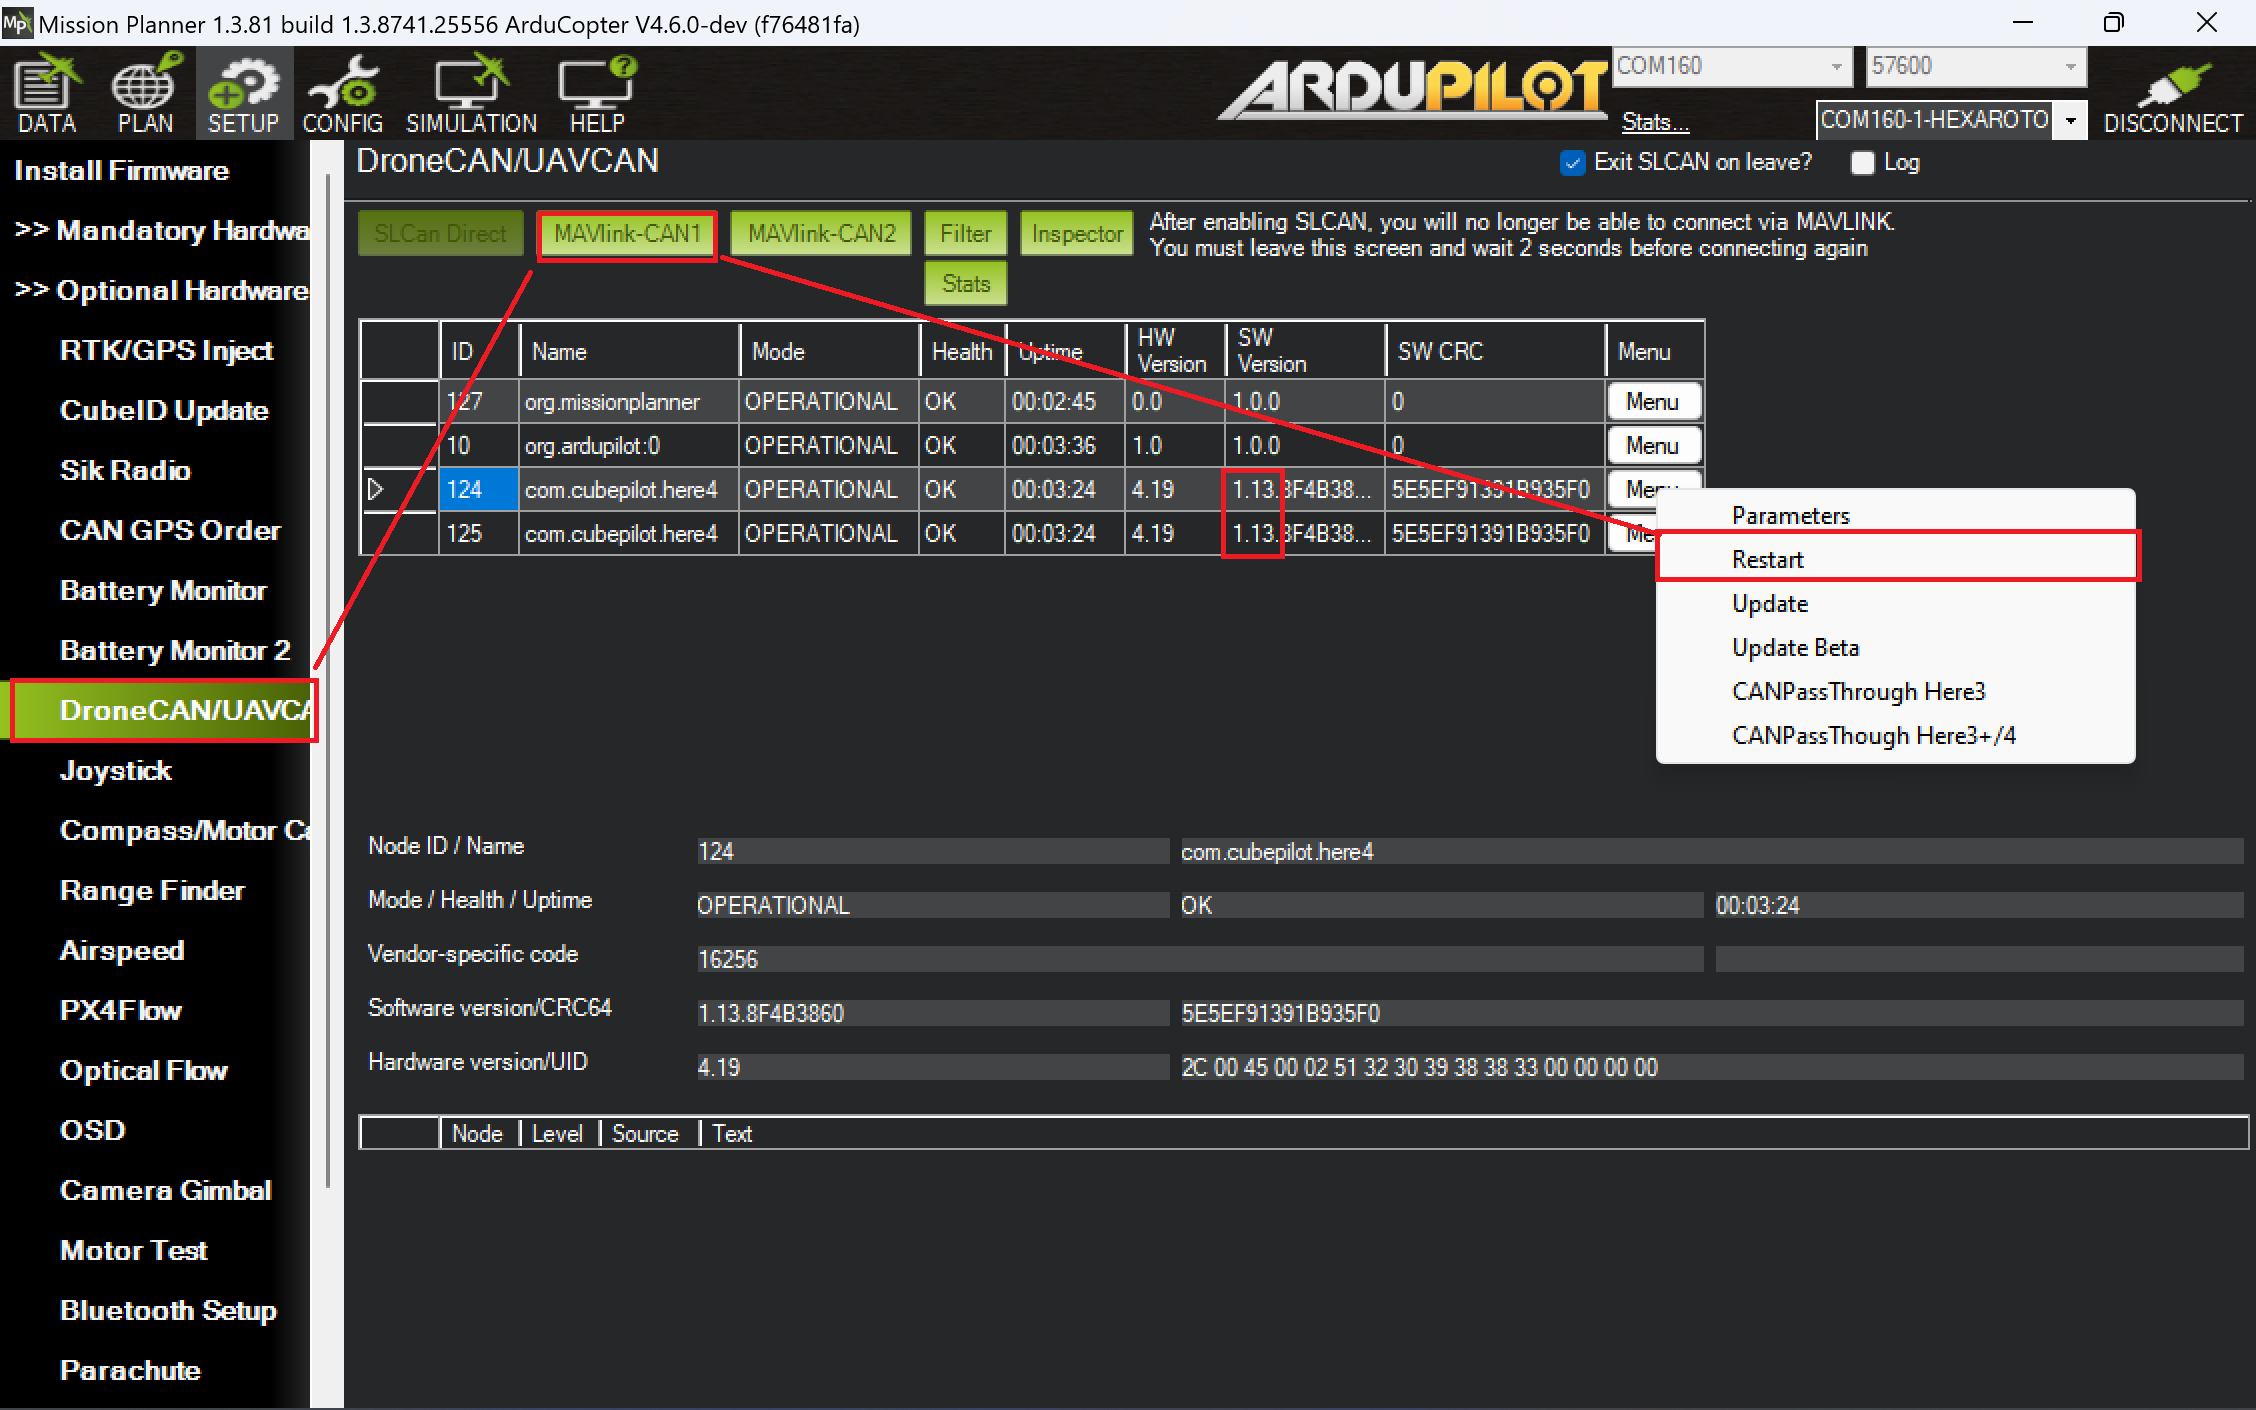 Mission Planner 1.3.81 build 1.3.8741.25556 ArduCopter V4.6.0-dev (f76481fa)
DATA PLAN SETUP CONFIG SIMULATION HELP
ARDUPILOT
COM160 57600
Stats... COM160-1-HEXAROTO DISCONNECT
Install Firmware
>> Mandatory Hardwa
>> Optional Hardware
RTK/GPS Inject
CubeID Update
Sik Radio
CAN GPS Order
Battery Monitor
Battery Monitor 2
DroneCAN/UAVCA
Joystick
Compass/Motor Ca
Range Finder
Airspeed
PX4Flow
Optical Flow
OSD
Camera Gimbal
Motor Test
Bluetooth Setup
Parachute
DroneCAN/UAVCAN
Exit SLCAN on leave? Log
SLCan Direct MAVlink-CAN1 MAVlink-CAN2 Filter Inspector
Stats
After enabling SLCAN, you will no longer be able to connect via MAVLINK.
You must leave this screen and wait 2 seconds before connecting again
ID Name Mode Health Uptime HW Version SW Version SW CRC Menu
127 org.missionplanner OPERATIONAL OK 00:02:45 0.0 1.0.0 0 Menu
10 org.ardupilot:0 OPERATIONAL OK 00:03:36 1.0 1.0.0 0 Menu
124 com.cubepilot.here4 OPERATIONAL OK 00:03:24 4.19 1.13.8F4B38... 5E5EF91391B935F0 Menu
125 com.cubepilot.here4 OPERATIONAL OK 00:03:24 4.19 1.13.8F4B38... 5E5EF91391B935F0 Me
Parameters
Restart
Update
Update Beta
CANPassThrough Here3
CANPassThough Here3+/4
Node ID / Name 124 com.cubepilot.here4
Mode / Health / Uptime OPERATIONAL OK 00:03:24
Vendor-specific code 16256
Software version/CRC64 1.13.8F4B3860 5E5EF91391B935F0
Hardware version/UID 4.19 2C 00 45 00 02 51 32 30 39 38 38 33 00 00 00 00
Node Level Source Text